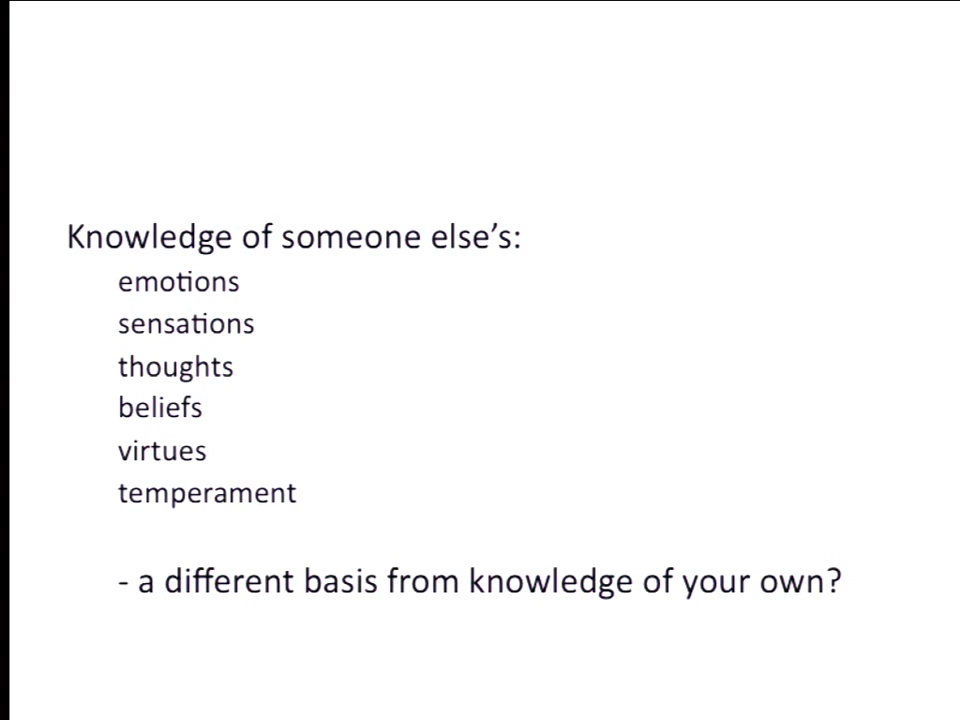 Knowledge of someone else’s:
emotions
sensations
thoughts
beliefs
virtues
temperament
- a different basis from knowledge of your own?